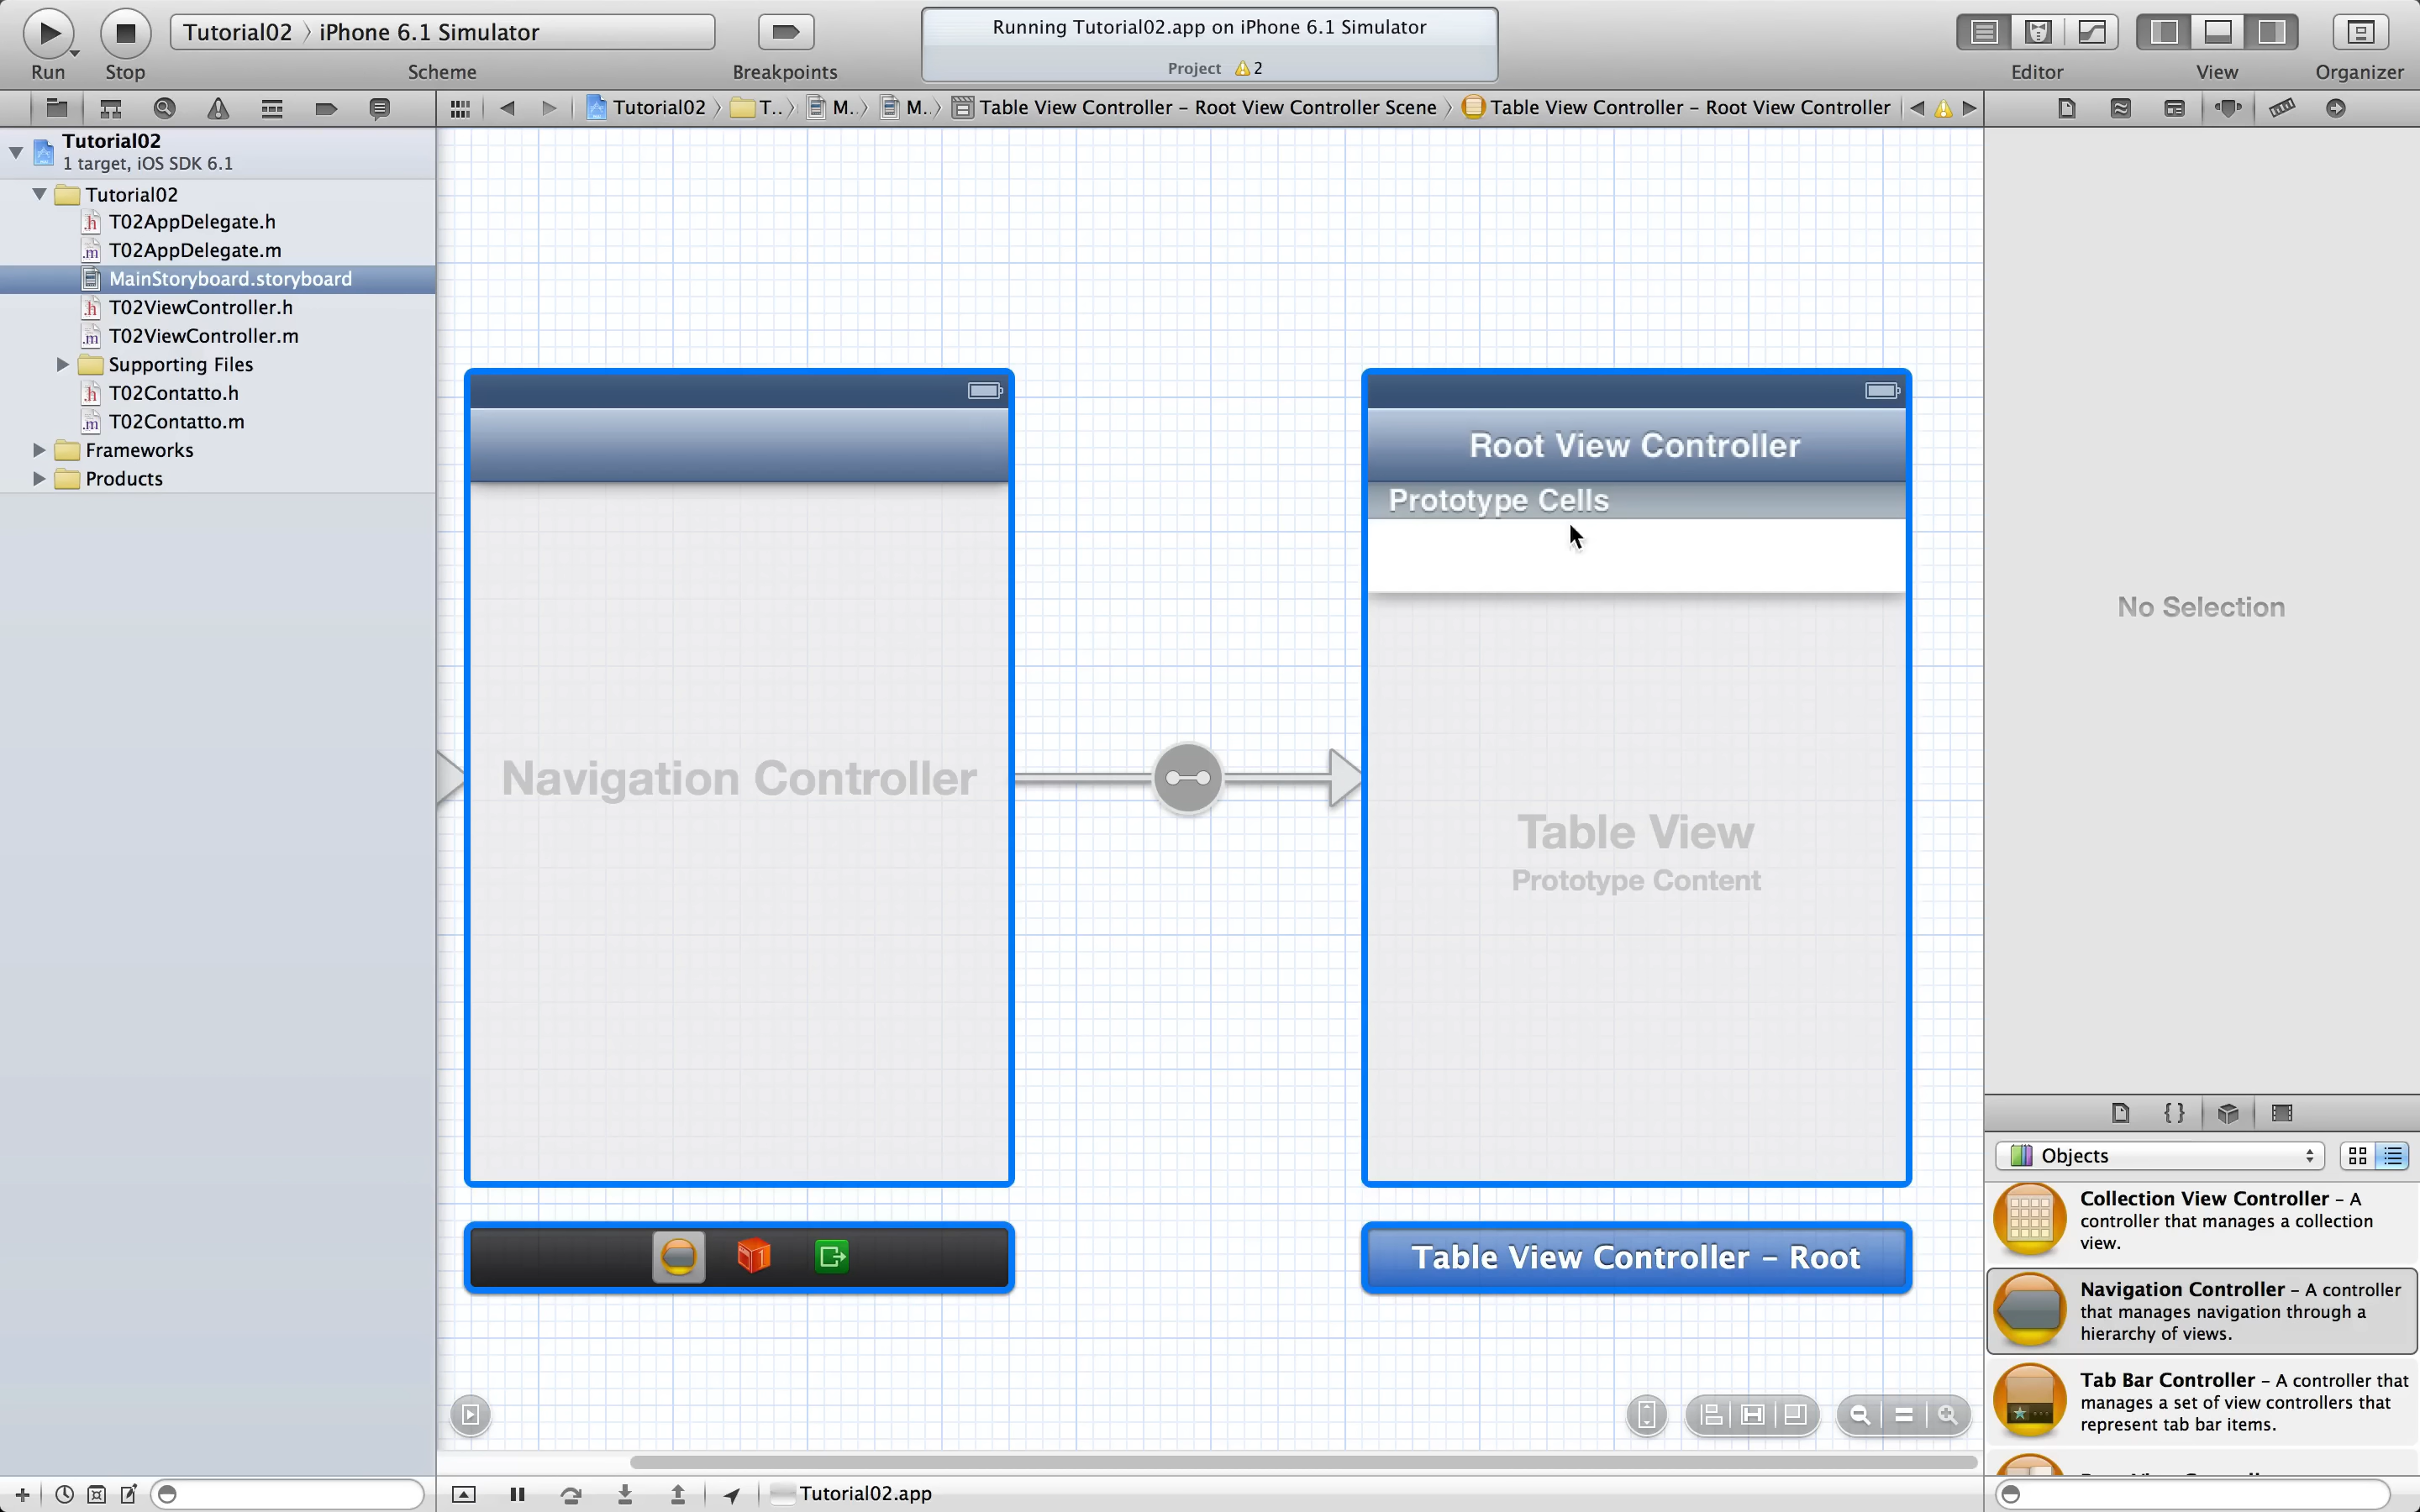 Run
Stop
Tutorial02 › iPhone 6.1 Simulator
Scheme
Breakpoints
Running Tutorial02.app on iPhone 6.1 Simulator
Project 2
Editor
View
Organizer
Tutorial02
T..
M..
M..
Table View Controller – Root View Controller Scene
Table View Controller – Root View Controller
Tutorial02
1 target, iOS SDK 6.1
Tutorial02
T02AppDelegate.h
T02AppDelegate.m
MainStoryboard.storyboard
T02ViewController.h
T02ViewController.m
Supporting Files
T02Contatto.h
T02Contatto.m
Frameworks
Products
Navigation Controller
Root View Controller
Prototype Cells
Table View
Prototype Content
Table View Controller – Root
No Selection
Objects
Collection View Controller – A
controller that manages a collection
view.
Navigation Controller – A controller
that manages navigation through a
hierarchy of views.
Tab Bar Controller – A controller that
manages a set of view controllers that
represent tab bar items.
Tutorial02.app